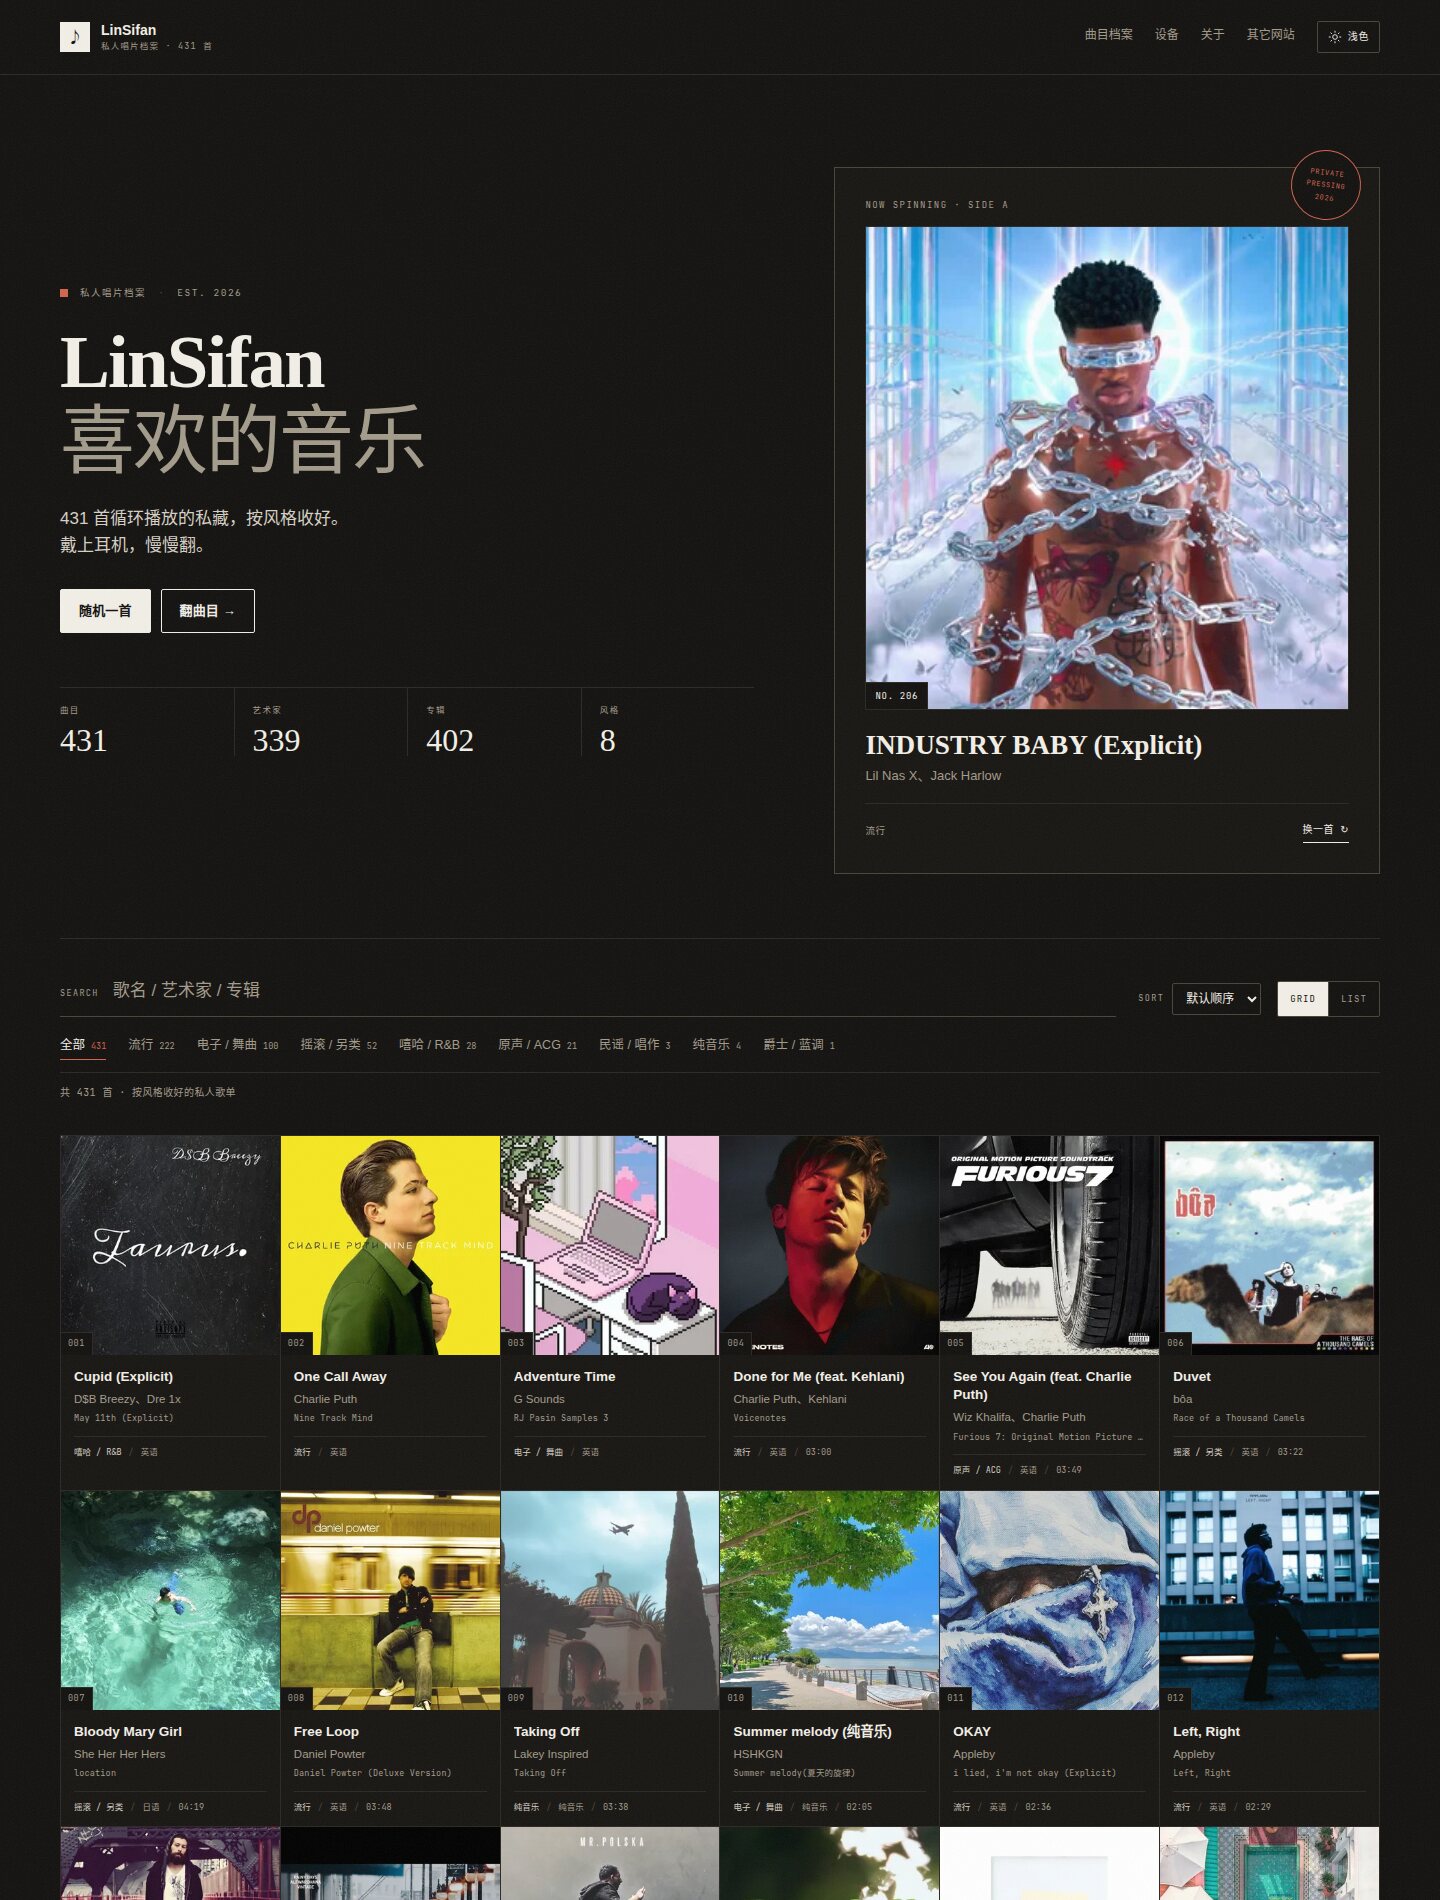 LinSifan
私人唱片档案 · 431 首
曲目档案
设备
关于
其它网站
浅色
PRIVATE
PRESSING
2026
NOW SPINNING · SIDE A
私人唱片档案 · EST. 2026
LinSifan
喜欢的音乐
431 首循环播放的私藏，按风格收好。
戴上耳机，慢慢翻。
随机一首
翻曲目 →
曲目
431
艺术家
339
专辑
402
风格
8
NO. 206
INDUSTRY BABY (Explicit)
Lil Nas X、Jack Harlow
流行
换一首 ↻
SEARCH 歌名 / 艺术家 / 专辑
SORT 默认顺序
GRID LIST
全部 431
流行 222
电子 / 舞曲 100
摇滚 / 另类 52
嘻哈 / R&B 28
原声 / ACG 21
民谣 / 唱作 3
纯音乐 4
爵士 / 蓝调 1
共 431 首 · 按风格收好的私人歌单
D$B Breezy
Taurus.
001
Cupid (Explicit)
D$B Breezy、Dre 1x
May 11th (Explicit)
嘻哈 / R&B / 英语
CHARLIE PUTH NINE TRACK MIND
002
One Call Away
Charlie Puth
Nine Track Mind
流行 / 英语
003
Adventure Time
G Sounds
RJ Pasin Samples 3
电子 / 舞曲 / 英语
NOTES
004
Done for Me (feat. Kehlani)
Charlie Puth、Kehlani
Voicenotes
流行 / 英语 / 03:00
ORIGINAL MOTION PICTURE SOUNDTRACK
FURIOUS7
005
See You Again (feat. Charlie
Puth)
Wiz Khalifa、Charlie Puth
Furious 7: Original Motion Picture …
原声 / ACG / 英语 / 03:49
bôa
THE RACE OF
A THOUSAND CAMELS
006
Duvet
bôa
Race of a Thousand Camels
摇滚 / 另类 / 英语 / 03:22
007
Bloody Mary Girl
She Her Her Hers
location
摇滚 / 另类 / 日语 / 04:19
dp
daniel powter
008
Free Loop
Daniel Powter
Daniel Powter (Deluxe Version)
流行 / 英语 / 03:48
009
Taking Off
Lakey Inspired
Taking Off
纯音乐 / 纯音乐 / 03:38
010
Summer melody (纯音乐)
HSHKGN
Summer melody(夏天的旋律)
电子 / 舞曲 / 纯音乐 / 02:05
011
OKAY
Appleby
i lied, i'm not okay (Explicit)
流行 / 英语 / 02:36
LEFT, RIGHT
012
Left, Right
Appleby
Left, Right
流行 / 英语 / 02:29
MR.POLSKA